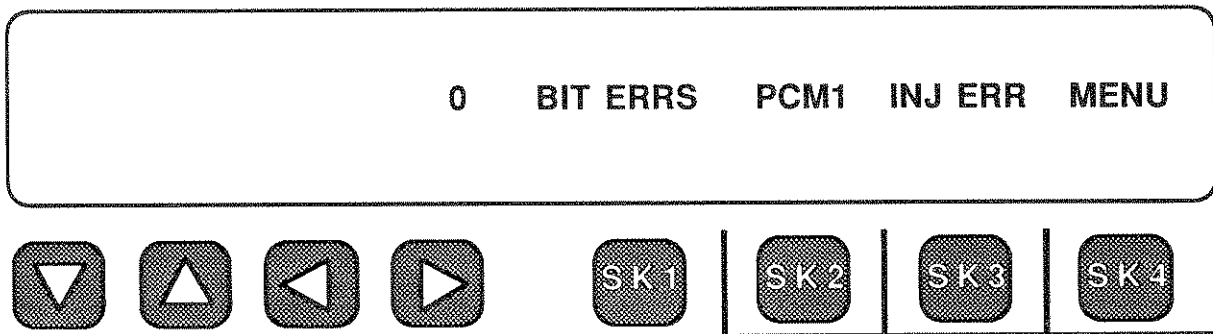 0 BIT ERRS PCM1 INJ ERR MENU
SK1 SK2 SK3 SK4